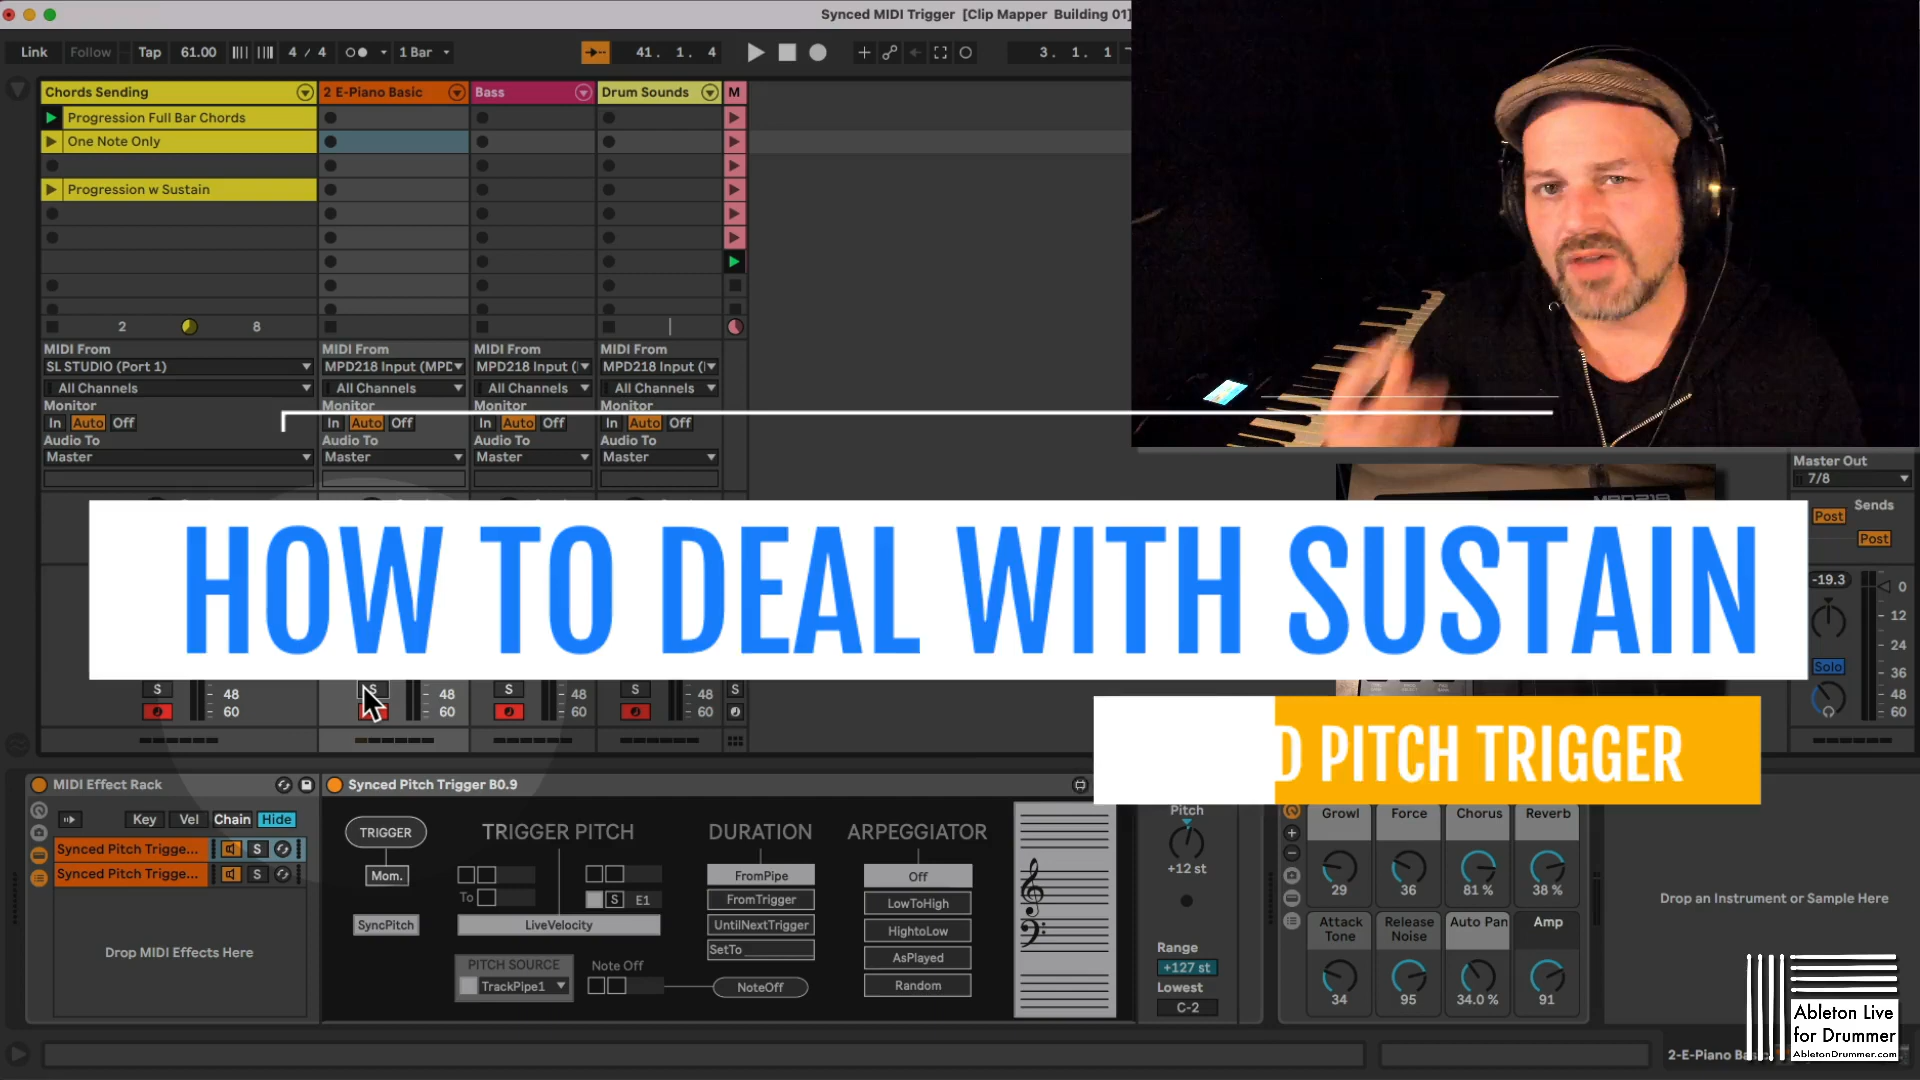 Synced MIDI Trigger [Clip Mapper Building 01]
Link Follow Tap 61.00 4 / 4 1 Bar 41. 1. 4 3. 1. 1
Chords Sending 2 E-Piano Basic Bass Drum Sounds M
Progression Full Bar Chords
One Note Only
Progression w Sustain
2 8
MIDI From MIDI From MIDI From MIDI From
SL STUDIO (Port 1) MPD218 Input (MPD MPD218 Input ( MPD218 Input (
All Channels All Channels All Channels All Channels
Monitor Monitor Monitor Monitor
In Auto Off In Auto Off In Auto Off In Auto Off
Audio To Audio To Audio To Audio To
Master Master Master Master
Master Out
7/8
Sends
Post
Post
MPD218
HOW TO DEAL WITH SUSTAIN
-19.3 0
12
24
Solo 36
48
60
S 48 S 48 S 60 S 48 S
60 60 60
D PITCH TRIGGER
MIDI Effect Rack
Key Vel Chain Hide
Synced Pitch Trigge...
Synced Pitch Trigge...
Drop MIDI Effects Here
Synced Pitch Trigger B0.9
TRIGGER TRIGGER PITCH DURATION ARPEGGIATOR
Mom. FromPipe Off
To S E1 FromTrigger LowToHigh
SyncPitch LiveVelocity UntilNextTrigger HightoLow
SetTo AsPlayed
PITCH SOURCE Note Off
TrackPipe1 NoteOff Random
Pitch
+12 st
Range
+127 st
Lowest
C-2
Growl Force Chorus Reverb
29 36 81 % 38 %
Attack Tone Release Noise Auto Pan Amp
34 95 34.0 % 91
Drop an Instrument or Sample Here
Ableton Live
for Drummer
AbletonDrummer.com
2-E-Piano Ba